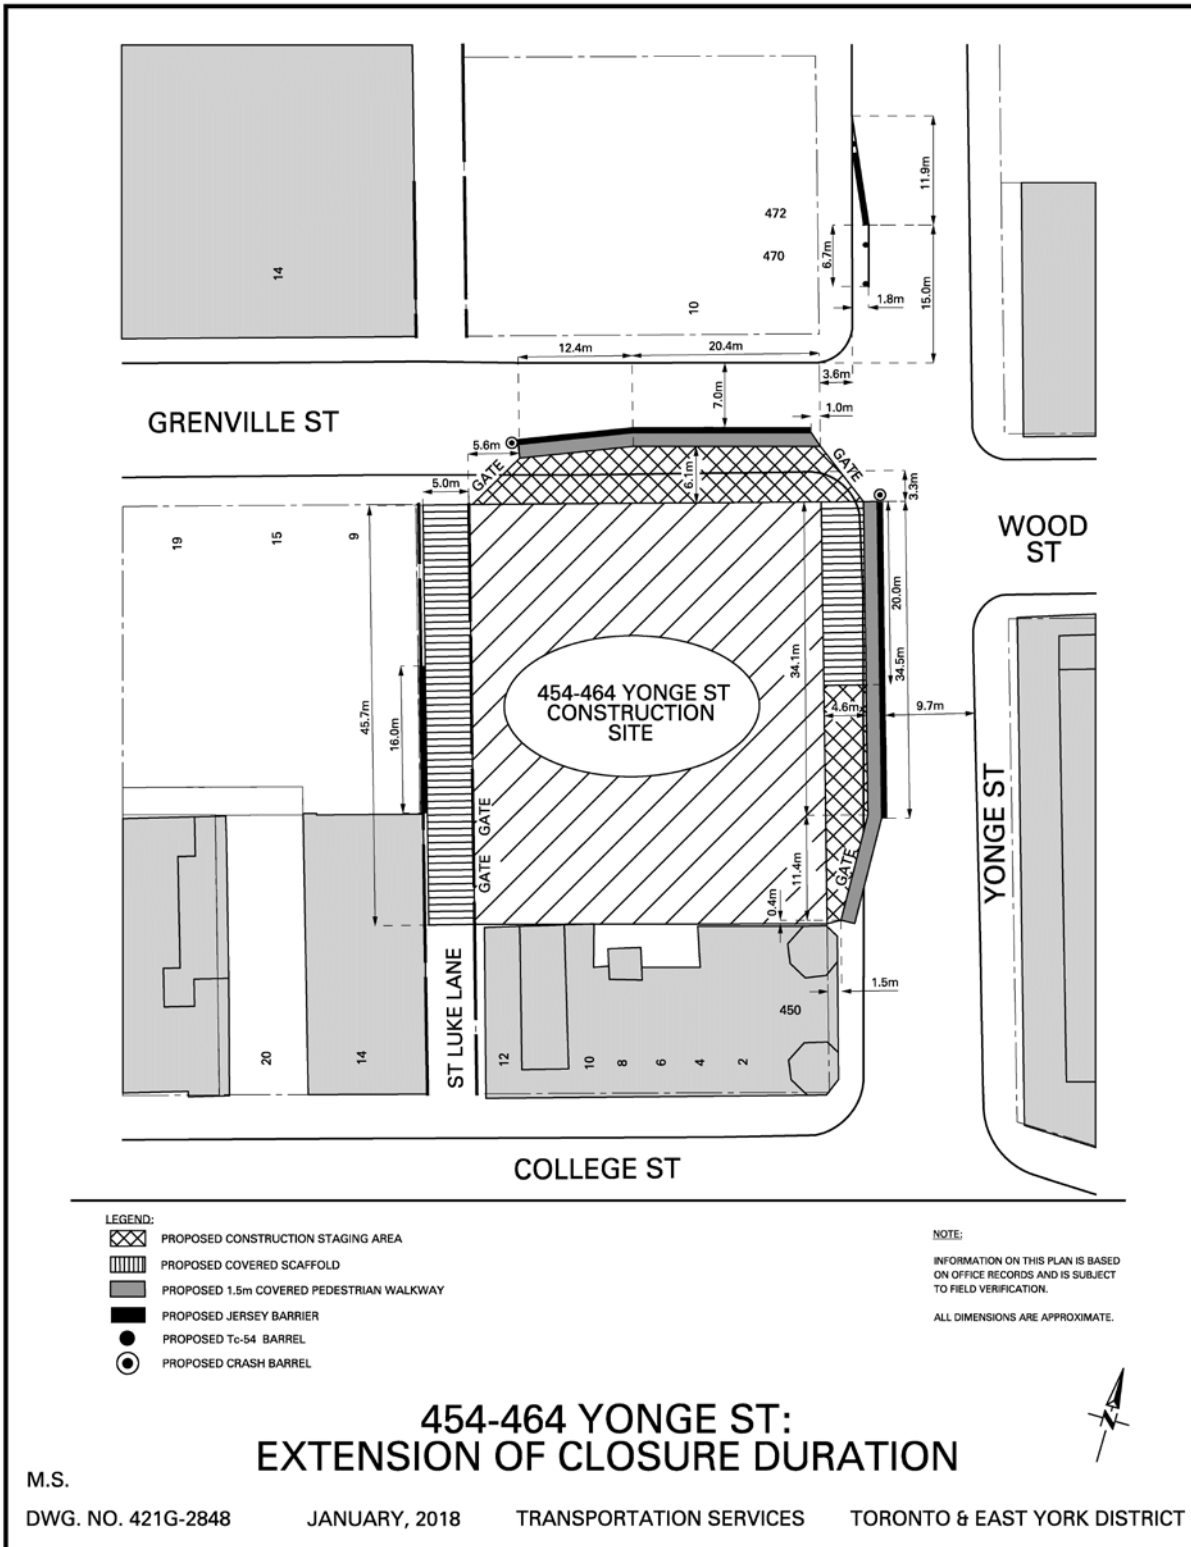 472
470
14
10
11.9m
6.7m
15.0m
1.8m
12.4m
20.4m
3.6m
7.0m
1.0m
GRENVILLE ST
5.6m
GATE
GATE
6.1m
3.3m
5.0m
19
15
9
WOOD
ST
20.0m
34.5m
34.1m
454-464 YONGE ST
CONSTRUCTION
SITE
4.6m
9.7m
45.7m
16.0m
YONGE ST
GATE
GATE
GATE
11.4m
0.4m
1.5m
450
ST LUKE LANE
20
14
12
10
8
6
4
2
COLLEGE ST
LEGEND:
PROPOSED CONSTRUCTION STAGING AREA
PROPOSED COVERED SCAFFOLD
PROPOSED 1.5m COVERED PEDESTRIAN WALKWAY
PROPOSED JERSEY BARRIER
PROPOSED Tc-54 BARREL
PROPOSED CRASH BARREL
NOTE:
INFORMATION ON THIS PLAN IS BASED
ON OFFICE RECORDS AND IS SUBJECT
TO FIELD VERIFICATION.
ALL DIMENSIONS ARE APPROXIMATE.
N
454-464 YONGE ST:
EXTENSION OF CLOSURE DURATION
M.S.
DWG. NO. 421G-2848 JANUARY, 2018 TRANSPORTATION SERVICES TORONTO & EAST YORK DISTRICT